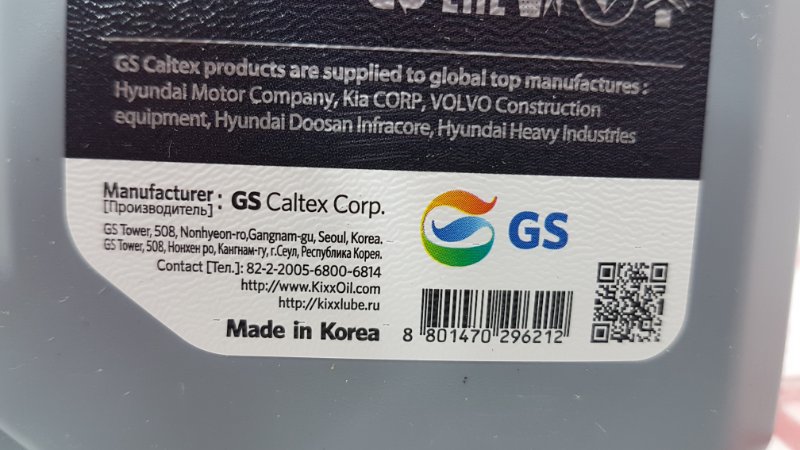 GS Caltex products are supplied to global top manufactures :
Hyundai Motor Company, Kia CORP, VOLVO Construction
equipment, Hyundai Doosan Infracore, Hyundai Heavy Industries
Manufacturer : GS Caltex Corp.
[Производитель]
GS Tower, 508, Nonhyeon-ro,Gangnam-gu, Seoul, Korea.
GS Tower, 508, Нонхен ро, Кангнам-гу, г.Сеул, Республика Корея.
Contact [Тел.]: 82-2-2005-6800-6814
http://www.KixxOil.com
http://kixxlube.ru
Made in Korea
GS
8 801470 296212